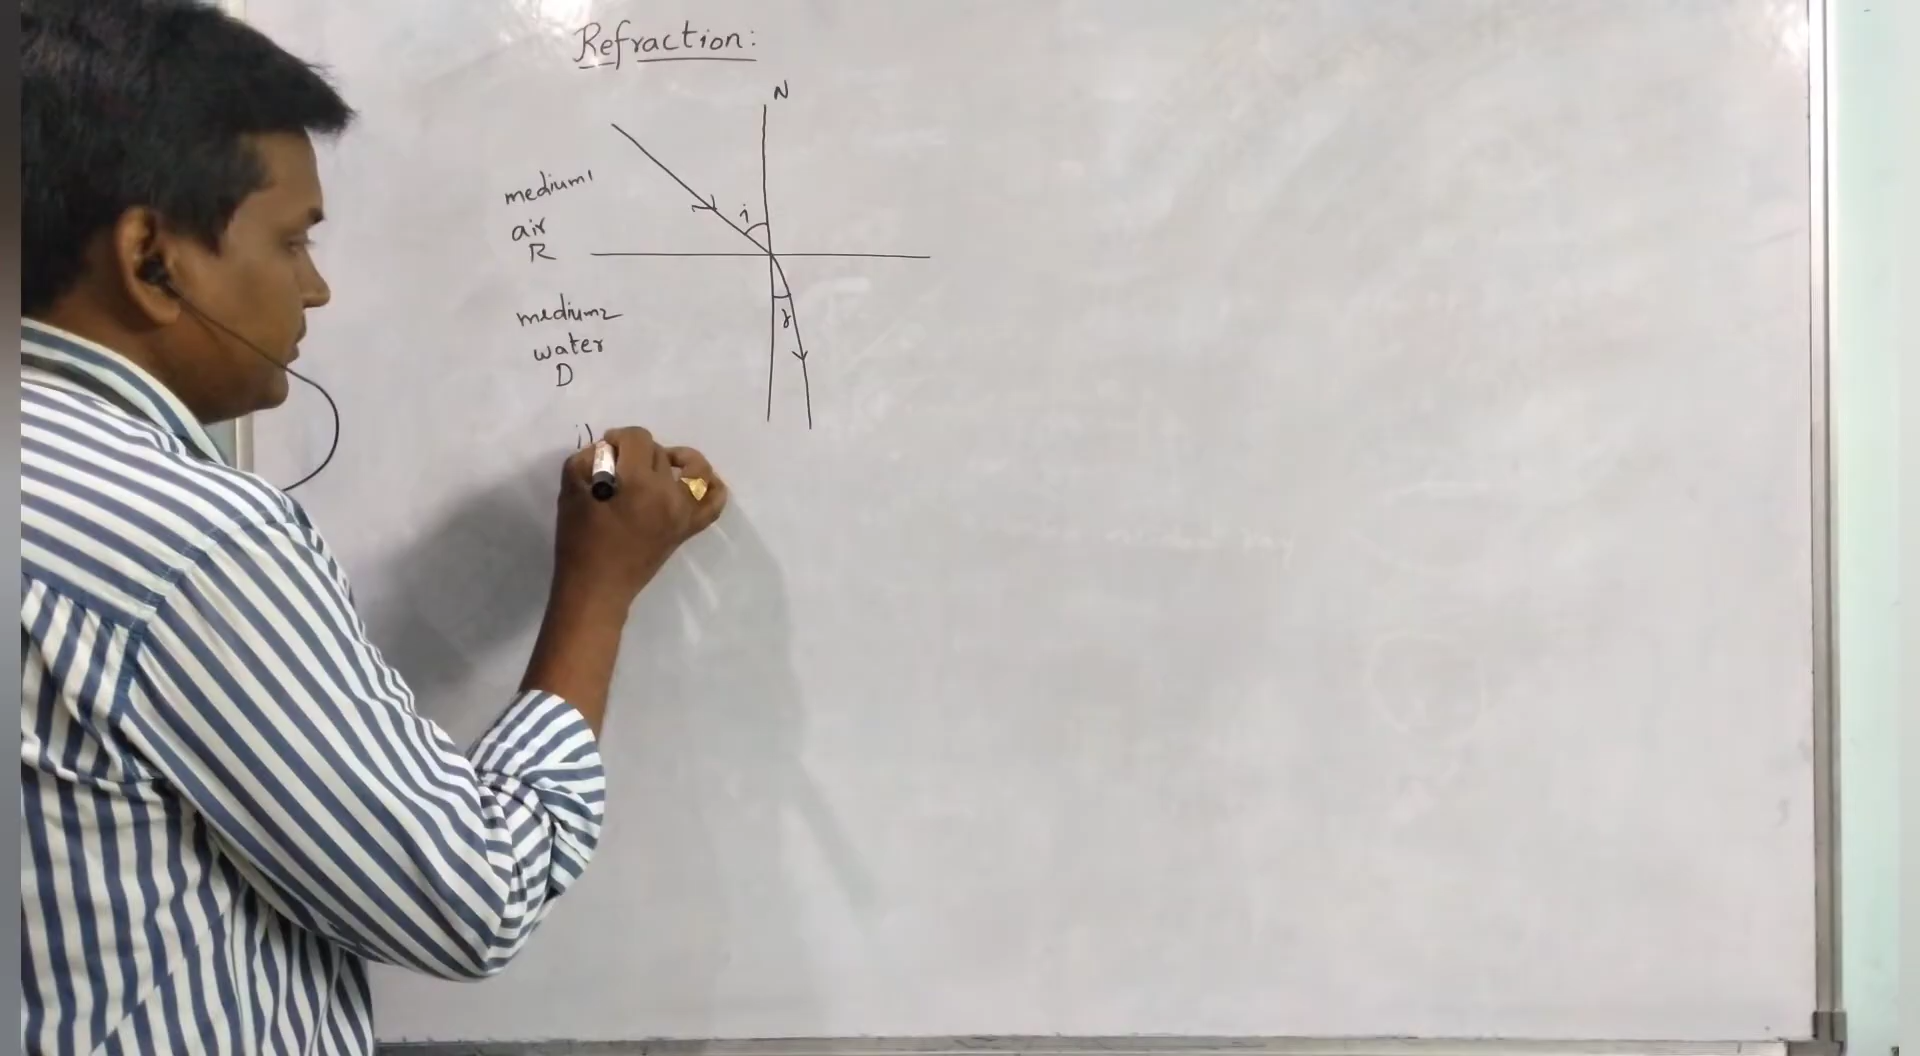 Refraction:
N
medium1
i
air
R
medium2
r
water
D
i)